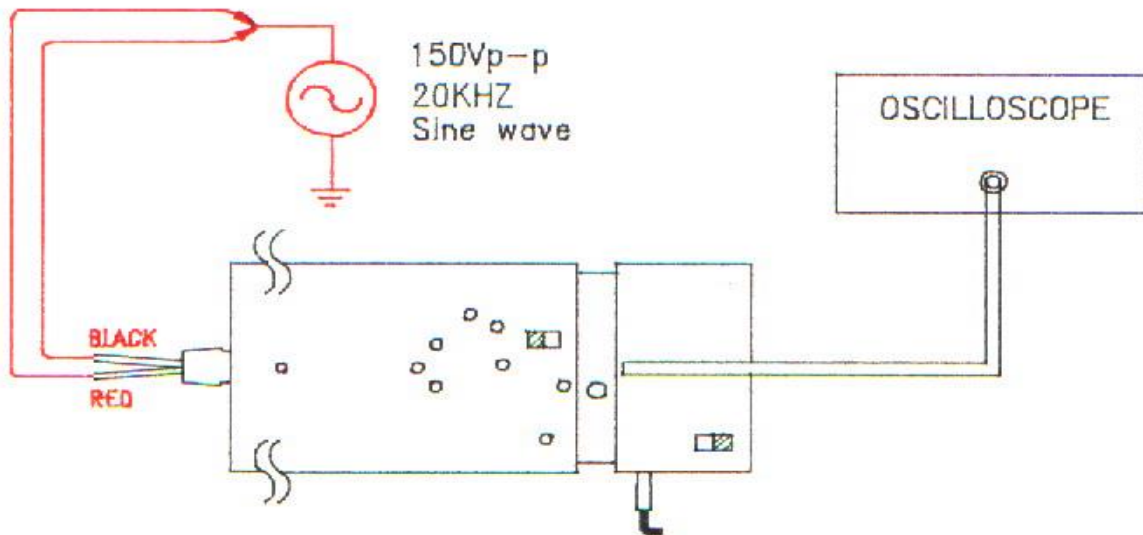 150Vp-p
20KHZ
Sine wave
OSCILLOSCOPE
BLACK
RED